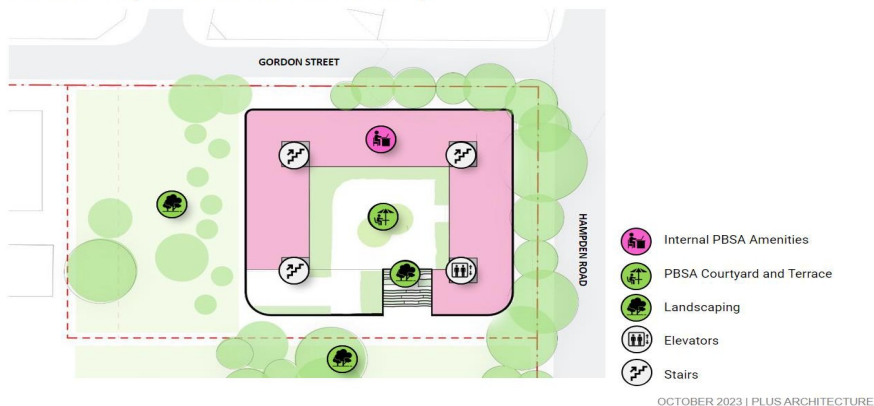 GORDON STREET
HAMPDEN ROAD
Internal PBSA Amenities
PBSA Courtyard and Terrace
Landscaping
Elevators
Stairs
OCTOBER 2023 | PLUS ARCHITECTURE